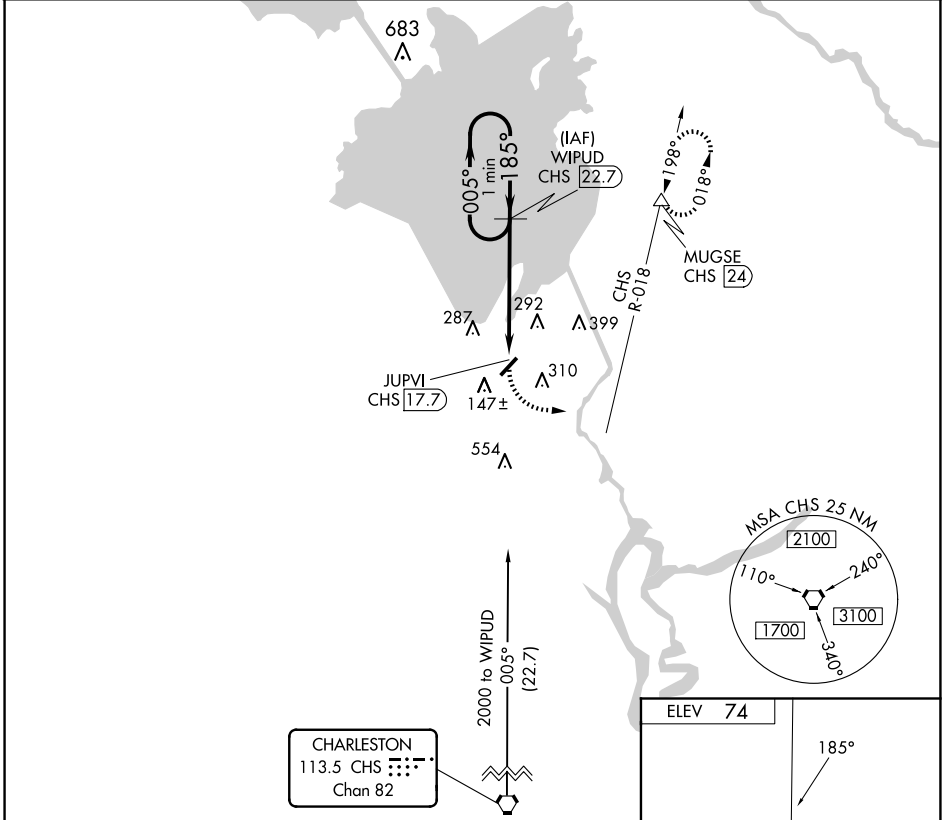 683
(IAF)
WIPUD
CHS 22.7
005°
1 min
185°
198°
018°
MUGSE
CHS 24
CHS
R-018
287
292
399
JUPVI
CHS 17.7
147±
310
554
MSA CHS 25 NM
2100
110°
240°
1700
3100
340°
2000 to WIPUD
005°
(22.7)
CHARLESTON
113.5 CHS
Chan 82
ELEV 74
185°